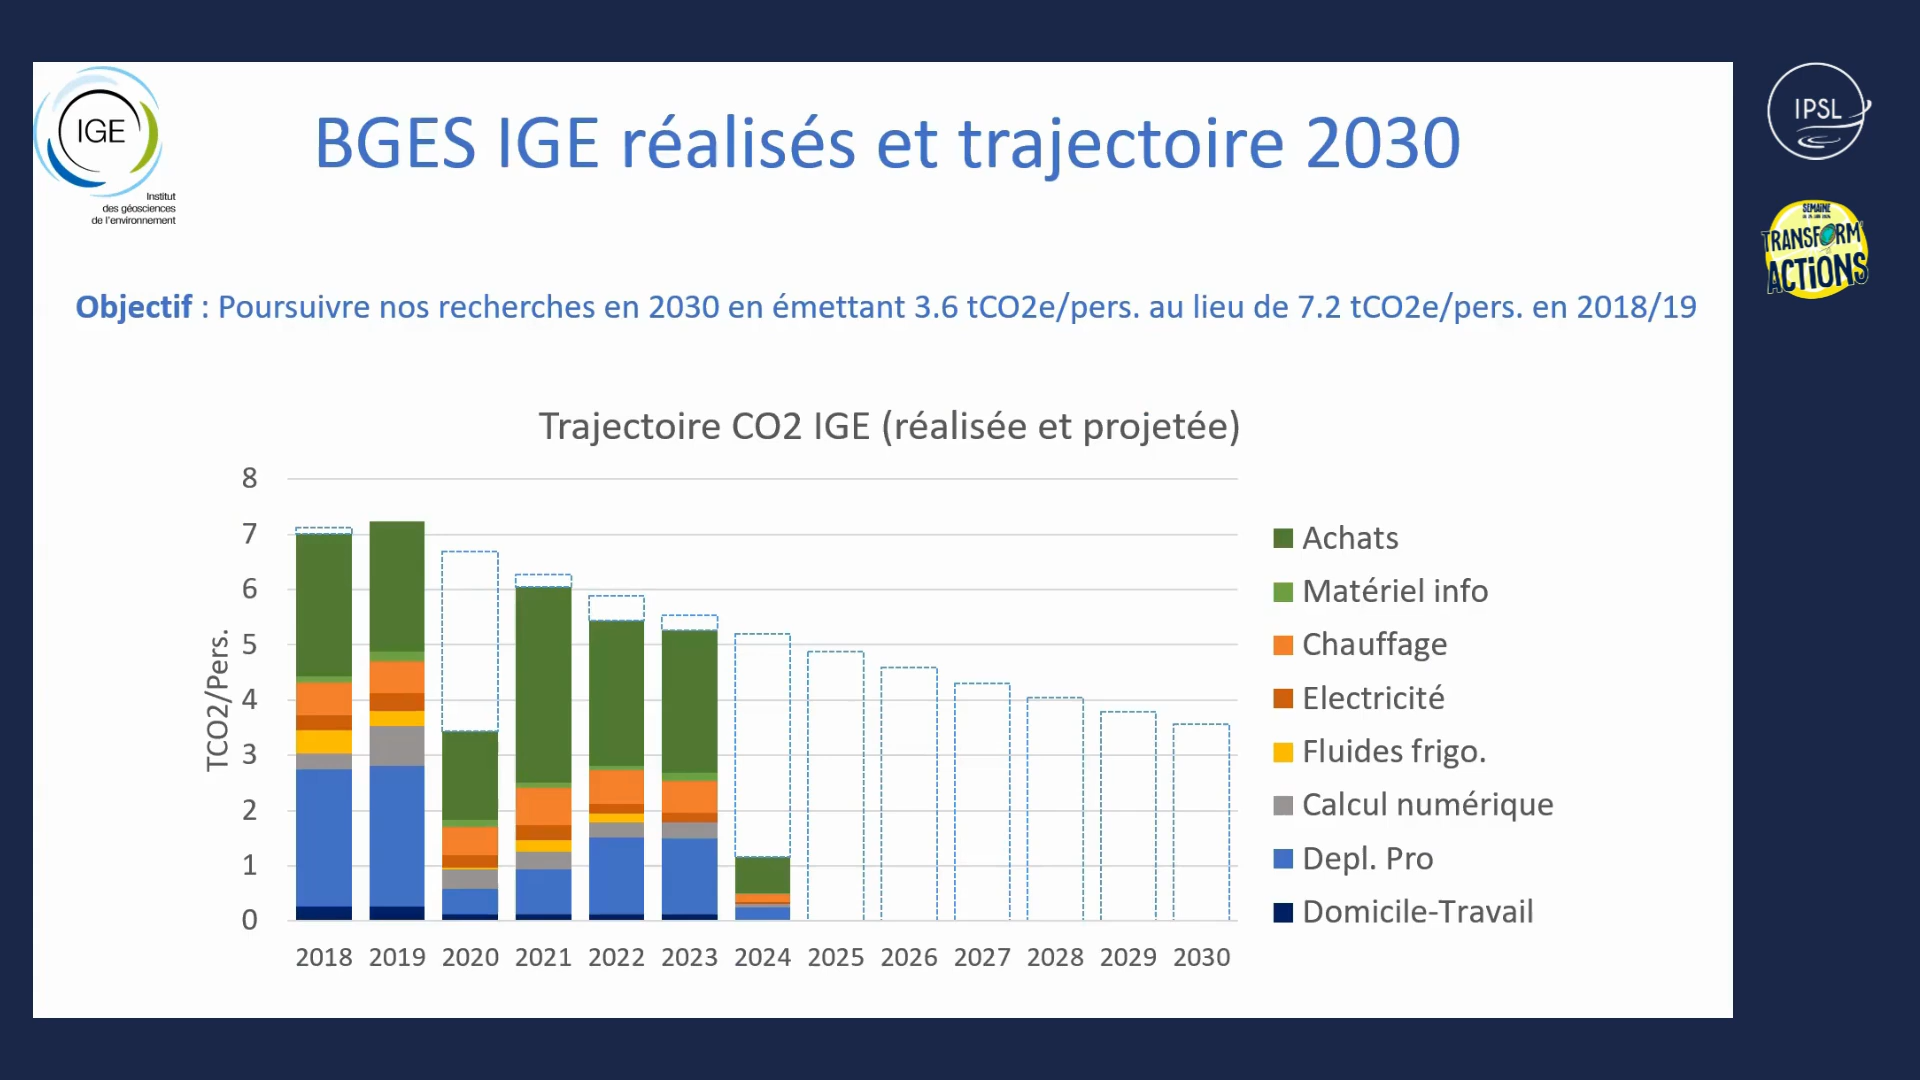 IGE
Institut
des géosciences
de l'environnement
BGES IGE réalisés et trajectoire 2030
IPSL
SEMAINE
TRANSFORM'
ACTIONS
Objectif : Poursuivre nos recherches en 2030 en émettant 3.6 tCO2e/pers. au lieu de 7.2 tCO2e/pers. en 2018/19
Trajectoire CO2 IGE (réalisée et projetée)
TCO2/Pers.
8
7
6
5
4
3
2
1
0
2018 2019 2020 2021 2022 2023 2024 2025 2026 2027 2028 2029 2030
Achats
Matériel info
Chauffage
Electricité
Fluides frigo.
Calcul numérique
Depl. Pro
Domicile-Travail